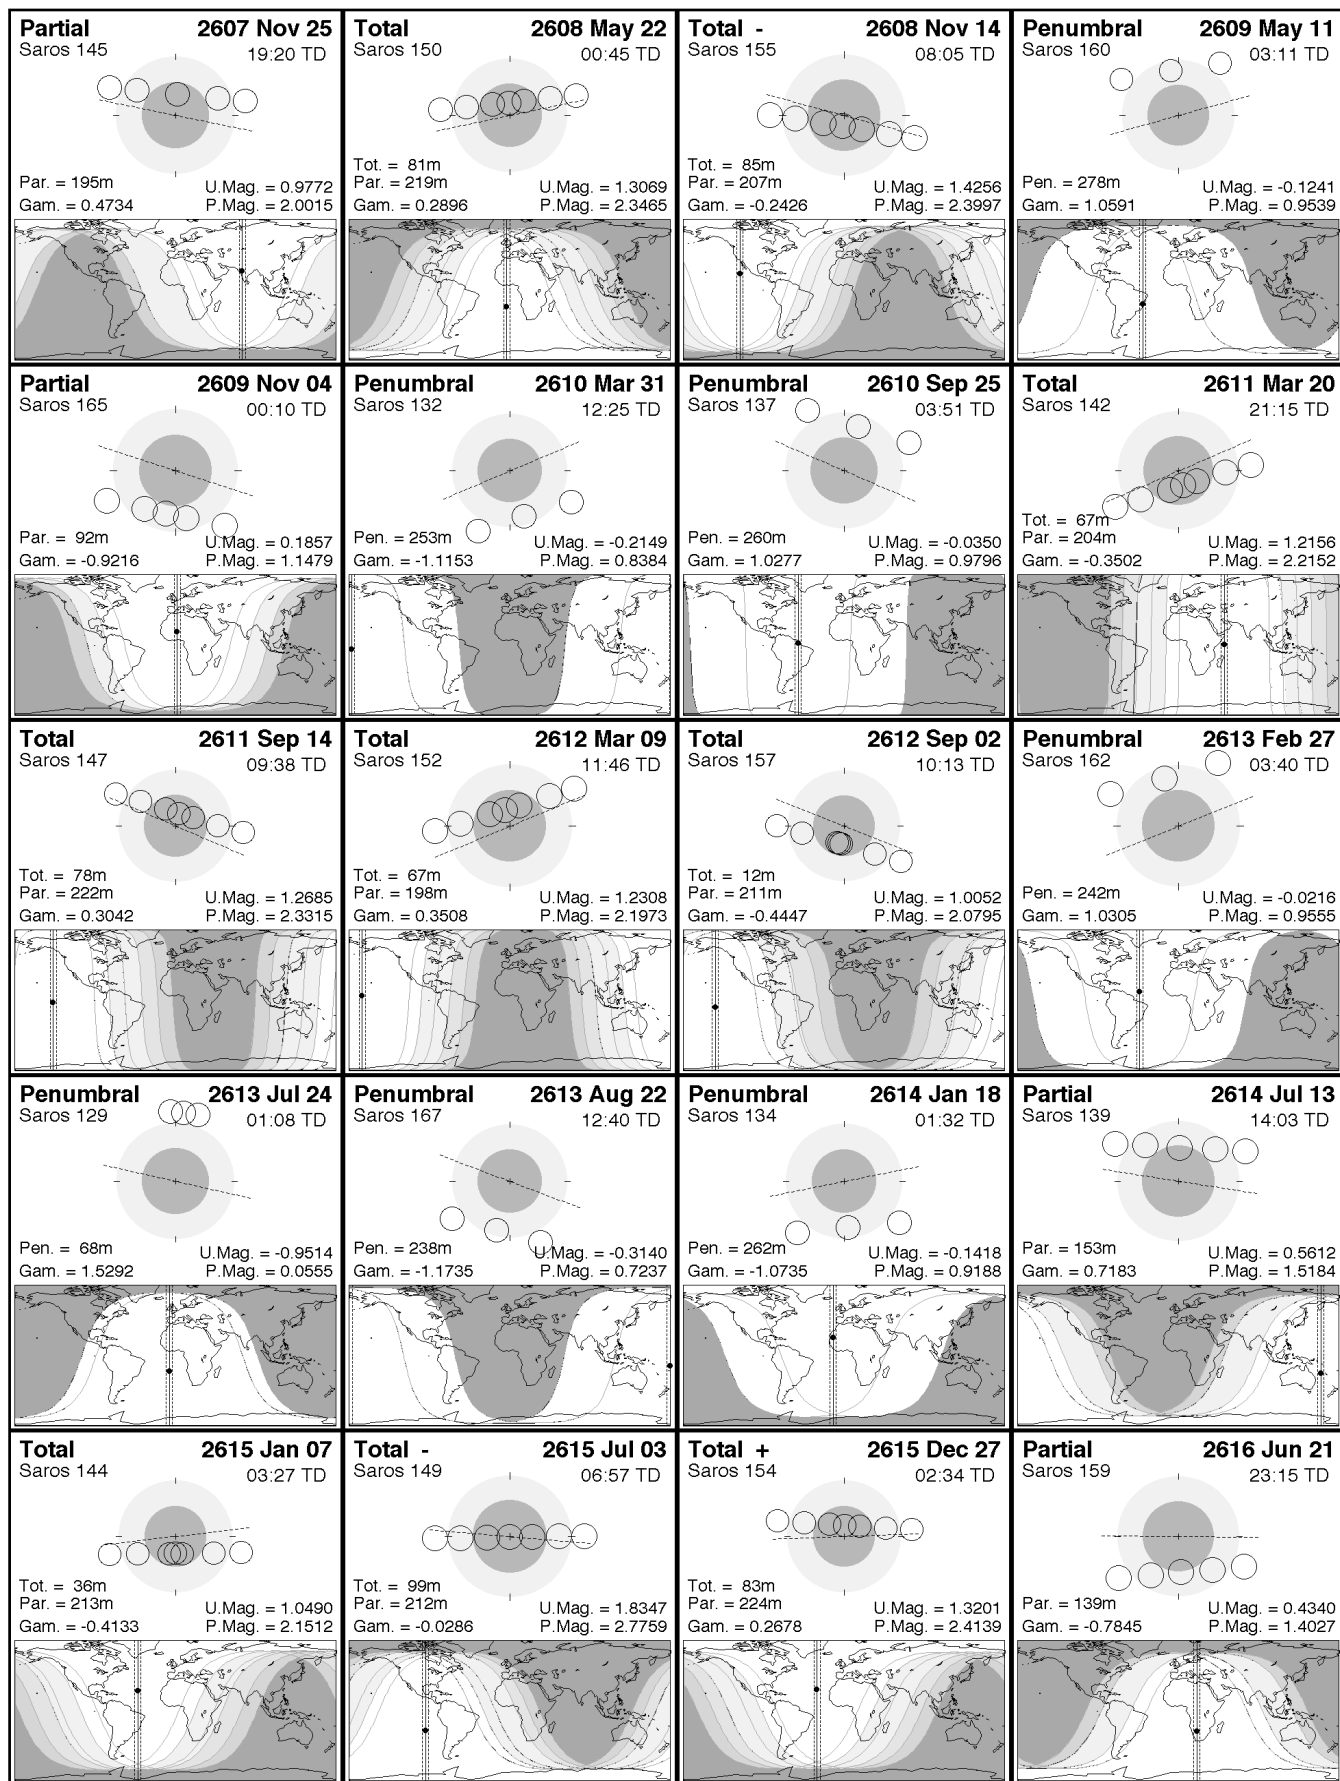 Partial 2607 Nov 25
Saros 145 19:20 TD
Par. = 195m U.Mag. = 0.9772
Gam. = 0.4734 P.Mag. = 2.0015
Total 2608 May 22
Saros 150 00:45 TD
Tot. = 81m
Par. = 219m U.Mag. = 1.3069
Gam. = 0.2896 P.Mag. = 2.3465
Total - 2608 Nov 14
Saros 155 08:05 TD
Tot. = 85m
Par. = 207m U.Mag. = 1.4256
Gam. = -0.2426 P.Mag. = 2.3997
Penumbral 2609 May 11
Saros 160 03:11 TD
Pen. = 278m U.Mag. = -0.1241
Gam. = 1.0591 P.Mag. = 0.9539
Partial 2609 Nov 04
Saros 165 00:10 TD
Par. = 92m U.Mag. = 0.1857
Gam. = -0.9216 P.Mag. = 1.1479
Penumbral 2610 Mar 31
Saros 132 12:25 TD
Pen. = 253m U.Mag. = -0.2149
Gam. = -1.1153 P.Mag. = 0.8384
Penumbral 2610 Sep 25
Saros 137 03:51 TD
Pen. = 260m U.Mag. = -0.0350
Gam. = 1.0277 P.Mag. = 0.9796
Total 2611 Mar 20
Saros 142 21:15 TD
Tot. = 67m
Par. = 204m U.Mag. = 1.2156
Gam. = -0.3502 P.Mag. = 2.2152
Total 2611 Sep 14
Saros 147 09:38 TD
Tot. = 78m
Par. = 222m U.Mag. = 1.2685
Gam. = 0.3042 P.Mag. = 2.3315
Total 2612 Mar 09
Saros 152 11:46 TD
Tot. = 67m
Par. = 198m U.Mag. = 1.2308
Gam. = 0.3508 P.Mag. = 2.1973
Total 2612 Sep 02
Saros 157 10:13 TD
Tot. = 12m
Par. = 211m U.Mag. = 1.0052
Gam. = -0.4447 P.Mag. = 2.0795
Penumbral 2613 Feb 27
Saros 162 03:40 TD
Pen. = 242m U.Mag. = -0.0216
Gam. = 1.0305 P.Mag. = 0.9555
Penumbral 2613 Jul 24
Saros 129 01:08 TD
Pen. = 68m U.Mag. = -0.9514
Gam. = 1.5292 P.Mag. = 0.0555
Penumbral 2613 Aug 22
Saros 167 12:40 TD
Pen. = 238m U.Mag. = -0.3140
Gam. = -1.1735 P.Mag. = 0.7237
Penumbral 2614 Jan 18
Saros 134 01:32 TD
Pen. = 262m U.Mag. = -0.1418
Gam. = -1.0735 P.Mag. = 0.9188
Partial 2614 Jul 13
Saros 139 14:03 TD
Par. = 153m U.Mag. = 0.5612
Gam. = 0.7183 P.Mag. = 1.5184
Total 2615 Jan 07
Saros 144 03:27 TD
Tot. = 36m
Par. = 213m U.Mag. = 1.0490
Gam. = -0.4133 P.Mag. = 2.1512
Total - 2615 Jul 03
Saros 149 06:57 TD
Tot. = 99m
Par. = 212m U.Mag. = 1.8347
Gam. = -0.0286 P.Mag. = 2.7759
Total + 2615 Dec 27
Saros 154 02:34 TD
Tot. = 83m
Par. = 224m U.Mag. = 1.3201
Gam. = 0.2678 P.Mag. = 2.4139
Partial 2616 Jun 21
Saros 159 23:15 TD
Par. = 139m U.Mag. = 0.4340
Gam. = -0.7845 P.Mag. = 1.4027